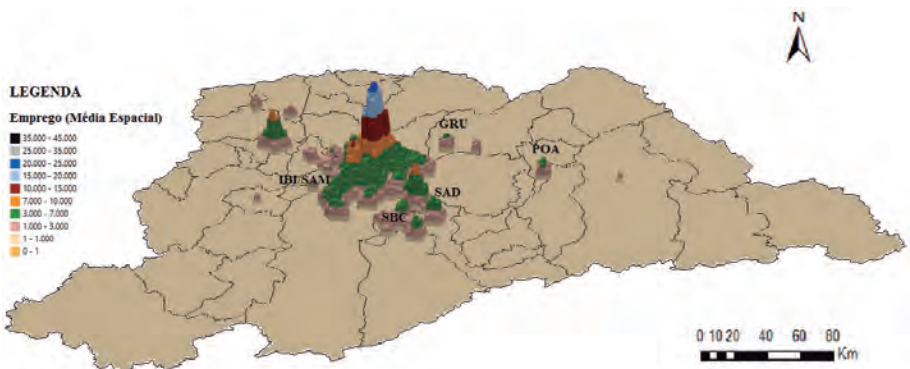 N
LEGENDA
Emprego (Média Espacial)
35.000 - 45.000
25.000 - 35.000
20.000 - 25.000
15.000 - 20.000
10.000 - 15.000
7.000 - 10.000
3.000 - 7.000
1.000 - 3.000
1 - 1.000
0 - 1
GRU
POA
IBI/SAM
SAD
SBC
0 10 20 40 60 80
Km